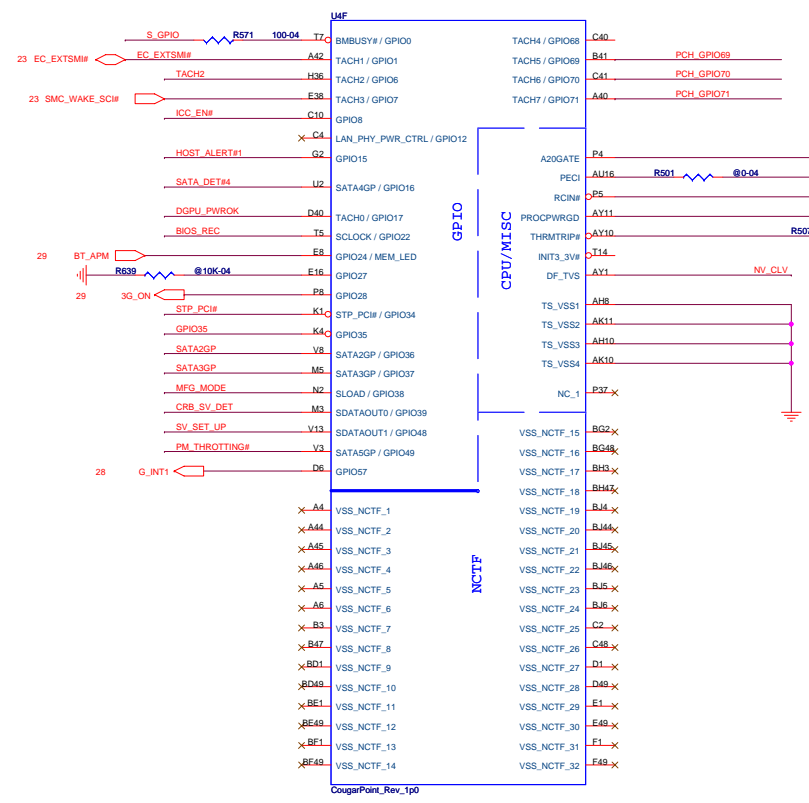 U4F
S_GPIO R571 100-04 T7 BMBUSY# / GPIO0 TACH4 / GPIO68 C40
23 EC_EXTSMI# EC_EXTSMI# A42 TACH1 / GPIO1 TACH5 / GPIO69 B41 PCH_GPIO69
TACH2 H36 TACH2 / GPIO6 TACH6 / GPIO70 C41 PCH_GPIO70
23 SMC_WAKE_SCI# E38 TACH3 / GPIO7 TACH7 / GPIO71 A40 PCH_GPIO71
ICC_EN# C10 GPIO8
C4 LAN_PHY_PWR_CTRL / GPIO12
HOST_ALERT#1 G2 GPIO15 A20GATE P4
PECI AU16 R501 @0-04
SATA_DET#4 U2 SATA4GP / GPIO16
RCIN# P5
DGPU_PWROK D40 TACH0 / GPIO17 PROCPWRGD AY11
BIOS_REC T5 SCLOCK / GPIO22 THRMTRIP# AY10 R507
29 BT_APM E8 GPIO24 / MEM_LED INIT3_3V# T14
R639 @10K-04 E16 GPIO27 DF_TVS AY1 NV_CLV
29 3G_ON P8 GPIO28
TS_VSS1 AH8
STP_PCI# K1 STP_PCI# / GPIO34
TS_VSS2 AK11
GPIO35 K4 GPIO35
TS_VSS3 AH10
SATA2GP V8 SATA2GP / GPIO36
TS_VSS4 AK10
SATA3GP M5 SATA3GP / GPIO37
MFG_MODE N2 SLOAD / GPIO38 NC_1 P37
CRB_SV_DET M3 SDATAOUT0 / GPIO39
SV_SET_UP V13 SDATAOUT1 / GPIO48 VSS_NCTF_15 BG2
PM_THROTTING# V3 SATA5GP / GPIO49 VSS_NCTF_16 BG48
28 G_INT1 D6 GPIO57 VSS_NCTF_17 BH3
VSS_NCTF_18 BH47
A4 VSS_NCTF_1 VSS_NCTF_19 BJ4
A44 VSS_NCTF_2 VSS_NCTF_20 BJ44
A45 VSS_NCTF_3 VSS_NCTF_21 BJ45
A46 VSS_NCTF_4 VSS_NCTF_22 BJ46
A5 VSS_NCTF_5 VSS_NCTF_23 BJ5
A6 VSS_NCTF_6 VSS_NCTF_24 BJ6
B3 VSS_NCTF_7 VSS_NCTF_25 C2
B47 VSS_NCTF_8 VSS_NCTF_26 C48
BD1 VSS_NCTF_9 VSS_NCTF_27 D1
BD49 VSS_NCTF_10 VSS_NCTF_28 D49
BE1 VSS_NCTF_11 VSS_NCTF_29 E1
BE49 VSS_NCTF_12 VSS_NCTF_30 E49
BF1 VSS_NCTF_13 VSS_NCTF_31 F1
BF49 VSS_NCTF_14 VSS_NCTF_32 F49
GPIO
CPU/MISC
NCTF
CougarPoint_Rev_1p0